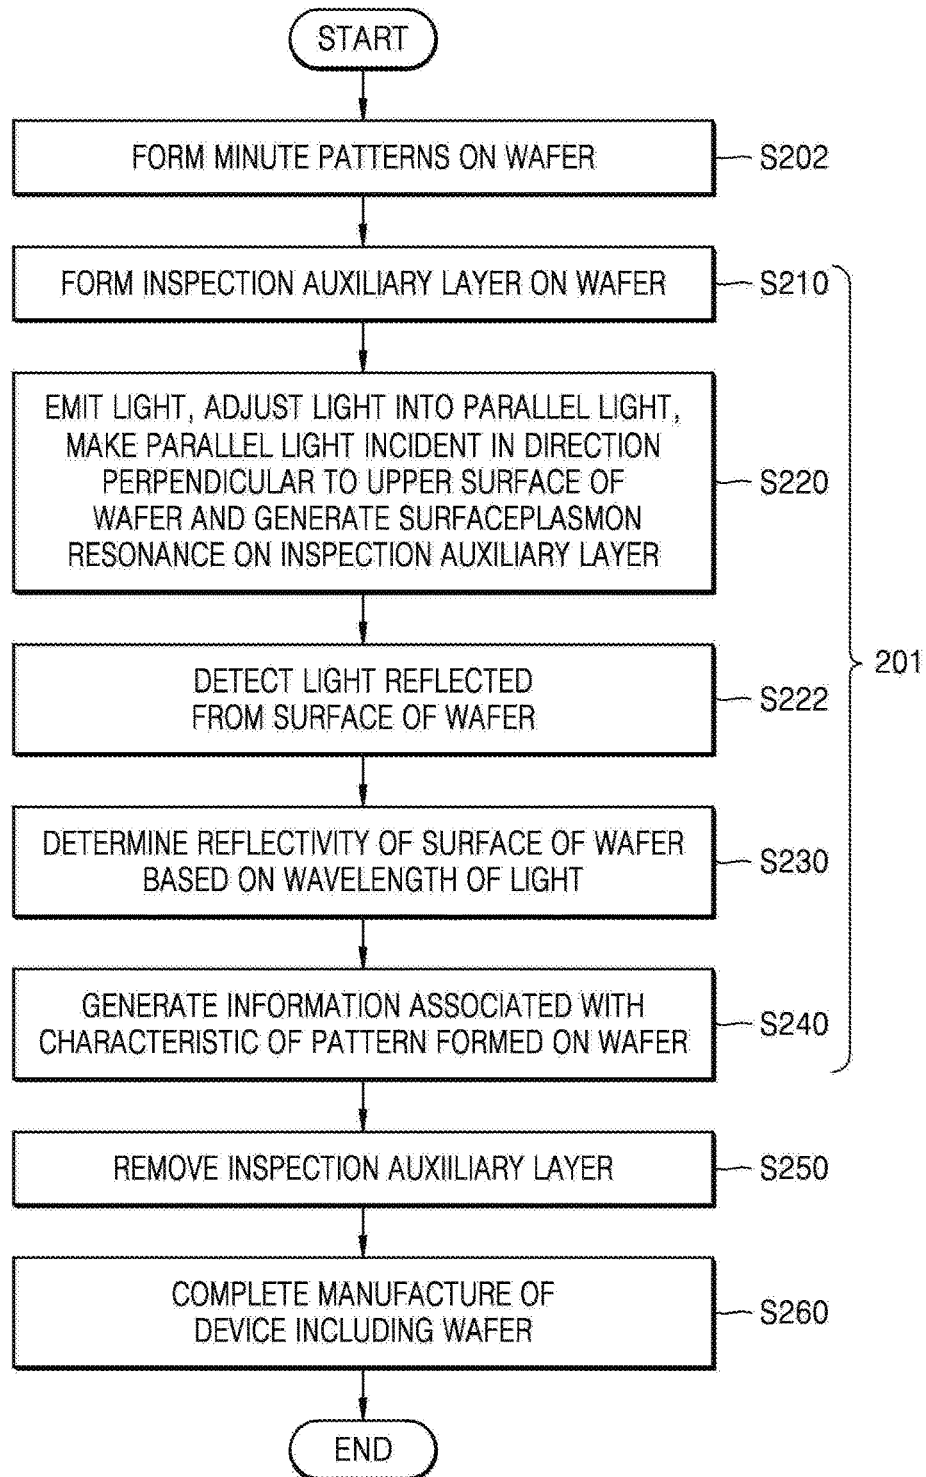 START
FORM MINUTE PATTERNS ON WAFER
S202
FORM INSPECTION AUXILIARY LAYER ON WAFER
S210
EMIT LIGHT, ADJUST LIGHT INTO PARALLEL LIGHT,
MAKE PARALLEL LIGHT INCIDENT IN DIRECTION
PERPENDICULAR TO UPPER SURFACE OF
WAFER AND GENERATE SURFACEPLASMON
RESONANCE ON INSPECTION AUXILIARY LAYER
S220
DETECT LIGHT REFLECTED
FROM SURFACE OF WAFER
S222
201
DETERMINE REFLECTIVITY OF SURFACE OF WAFER
BASED ON WAVELENGTH OF LIGHT
S230
GENERATE INFORMATION ASSOCIATED WITH
CHARACTERISTIC OF PATTERN FORMED ON WAFER
S240
REMOVE INSPECTION AUXIILIARY LAYER
S250
COMPLETE MANUFACTURE OF
DEVICE INCLUDING WAFER
S260
END